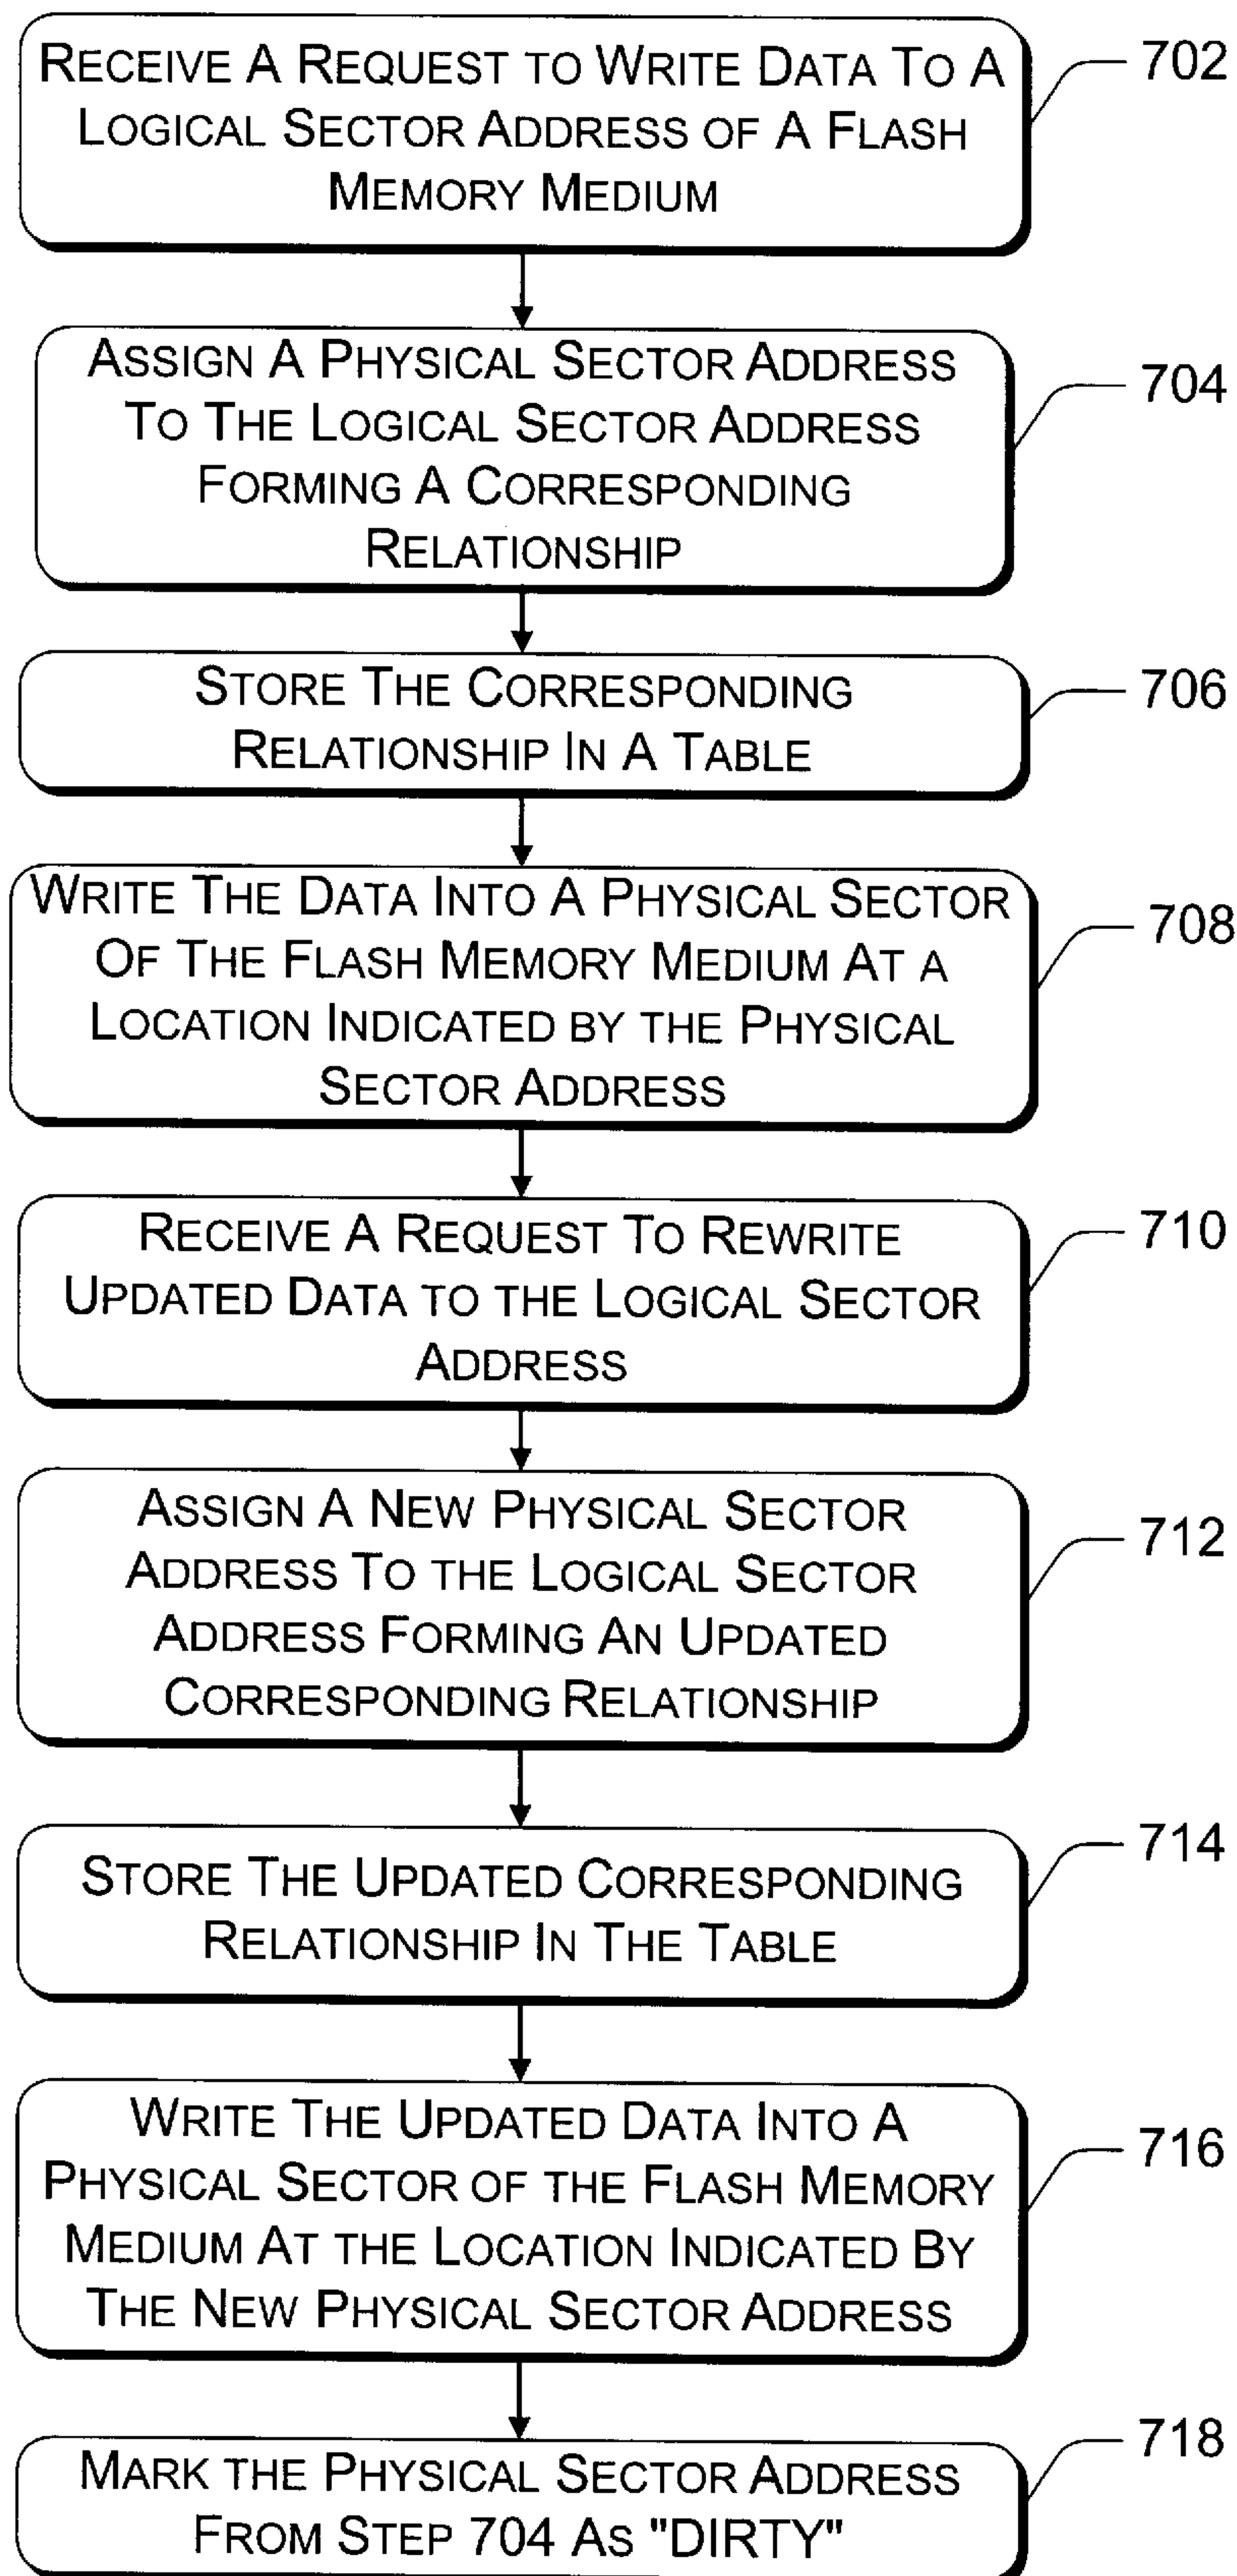 RECEIVE A REQUEST TO WRITE DATA TO A
LOGICAL SECTOR ADDRESS OF A FLASH
MEMORY MEDIUM
702
ASSIGN A PHYSICAL SECTOR ADDRESS
TO THE LOGICAL SECTOR ADDRESS
FORMING A CORRESPONDING
RELATIONSHIP
704
STORE THE CORRESPONDING
RELATIONSHIP IN A TABLE
706
WRITE THE DATA INTO A PHYSICAL SECTOR
OF THE FLASH MEMORY MEDIUM AT A
LOCATION INDICATED BY THE PHYSICAL
SECTOR ADDRESS
708
RECEIVE A REQUEST TO REWRITE
UPDATED DATA TO THE LOGICAL SECTOR
ADDRESS
710
ASSIGN A NEW PHYSICAL SECTOR
ADDRESS TO THE LOGICAL SECTOR
ADDRESS FORMING AN UPDATED
CORRESPONDING RELATIONSHIP
712
STORE THE UPDATED CORRESPONDING
RELATIONSHIP IN THE TABLE
714
WRITE THE UPDATED DATA INTO A
PHYSICAL SECTOR OF THE FLASH MEMORY
MEDIUM AT THE LOCATION INDICATED BY
THE NEW PHYSICAL SECTOR ADDRESS
716
MARK THE PHYSICAL SECTOR ADDRESS
FROM STEP 704 AS "DIRTY"
718